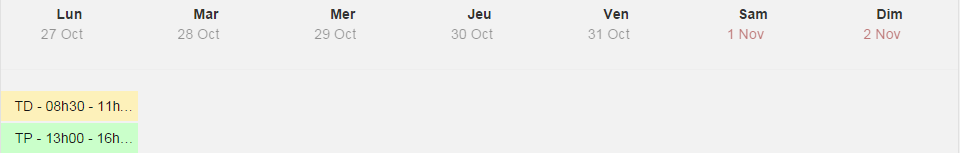 Lun Mar Mer Jeu Ven Sam Dim
27 Oct 28 Oct 29 Oct 30 Oct 31 Oct 1 Nov 2 Nov
TD - 08h30 - 11h...
TP - 13h00 - 16h...